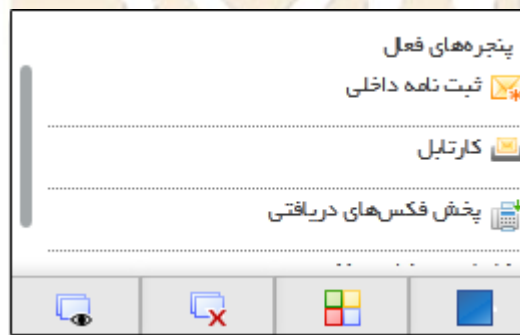 پنجره‌های فعال
ثبت نامه داخلی
کارتابل
پخش فکس‌های دریافتی